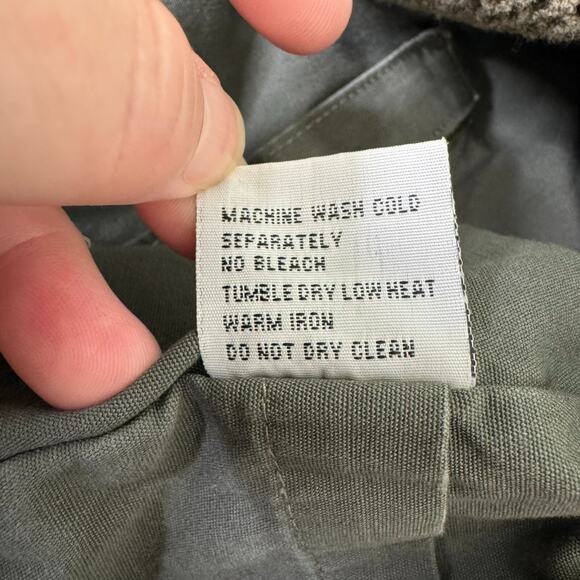 MACHINE WASH COLD
SEPARATELY
NO BLEACH
TUMBLE DRY LOW HEAT
WARM IRON
DO NOT DRY CLEAN